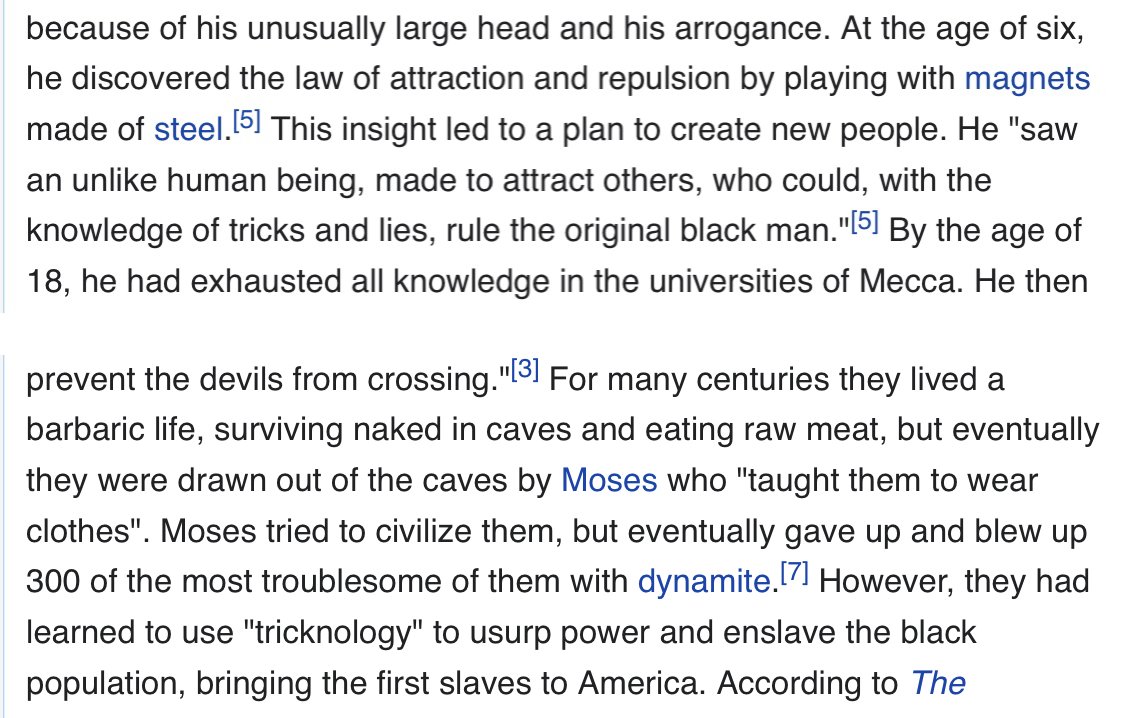 because of his unusually large head and his arrogance. At the age of six,
he discovered the law of attraction and repulsion by playing with magnets
made of steel.[5] This insight led to a plan to create new people. He "saw
an unlike human being, made to attract others, who could, with the
knowledge of tricks and lies, rule the original black man."[5] By the age of
18, he had exhausted all knowledge in the universities of Mecca. He then
prevent the devils from crossing."[3] For many centuries they lived a
barbaric life, surviving naked in caves and eating raw meat, but eventually
they were drawn out of the caves by Moses who "taught them to wear
clothes". Moses tried to civilize them, but eventually gave up and blew up
300 of the most troublesome of them with dynamite.[7] However, they had
learned to use "tricknology" to usurp power and enslave the black
population, bringing the first slaves to America. According to The